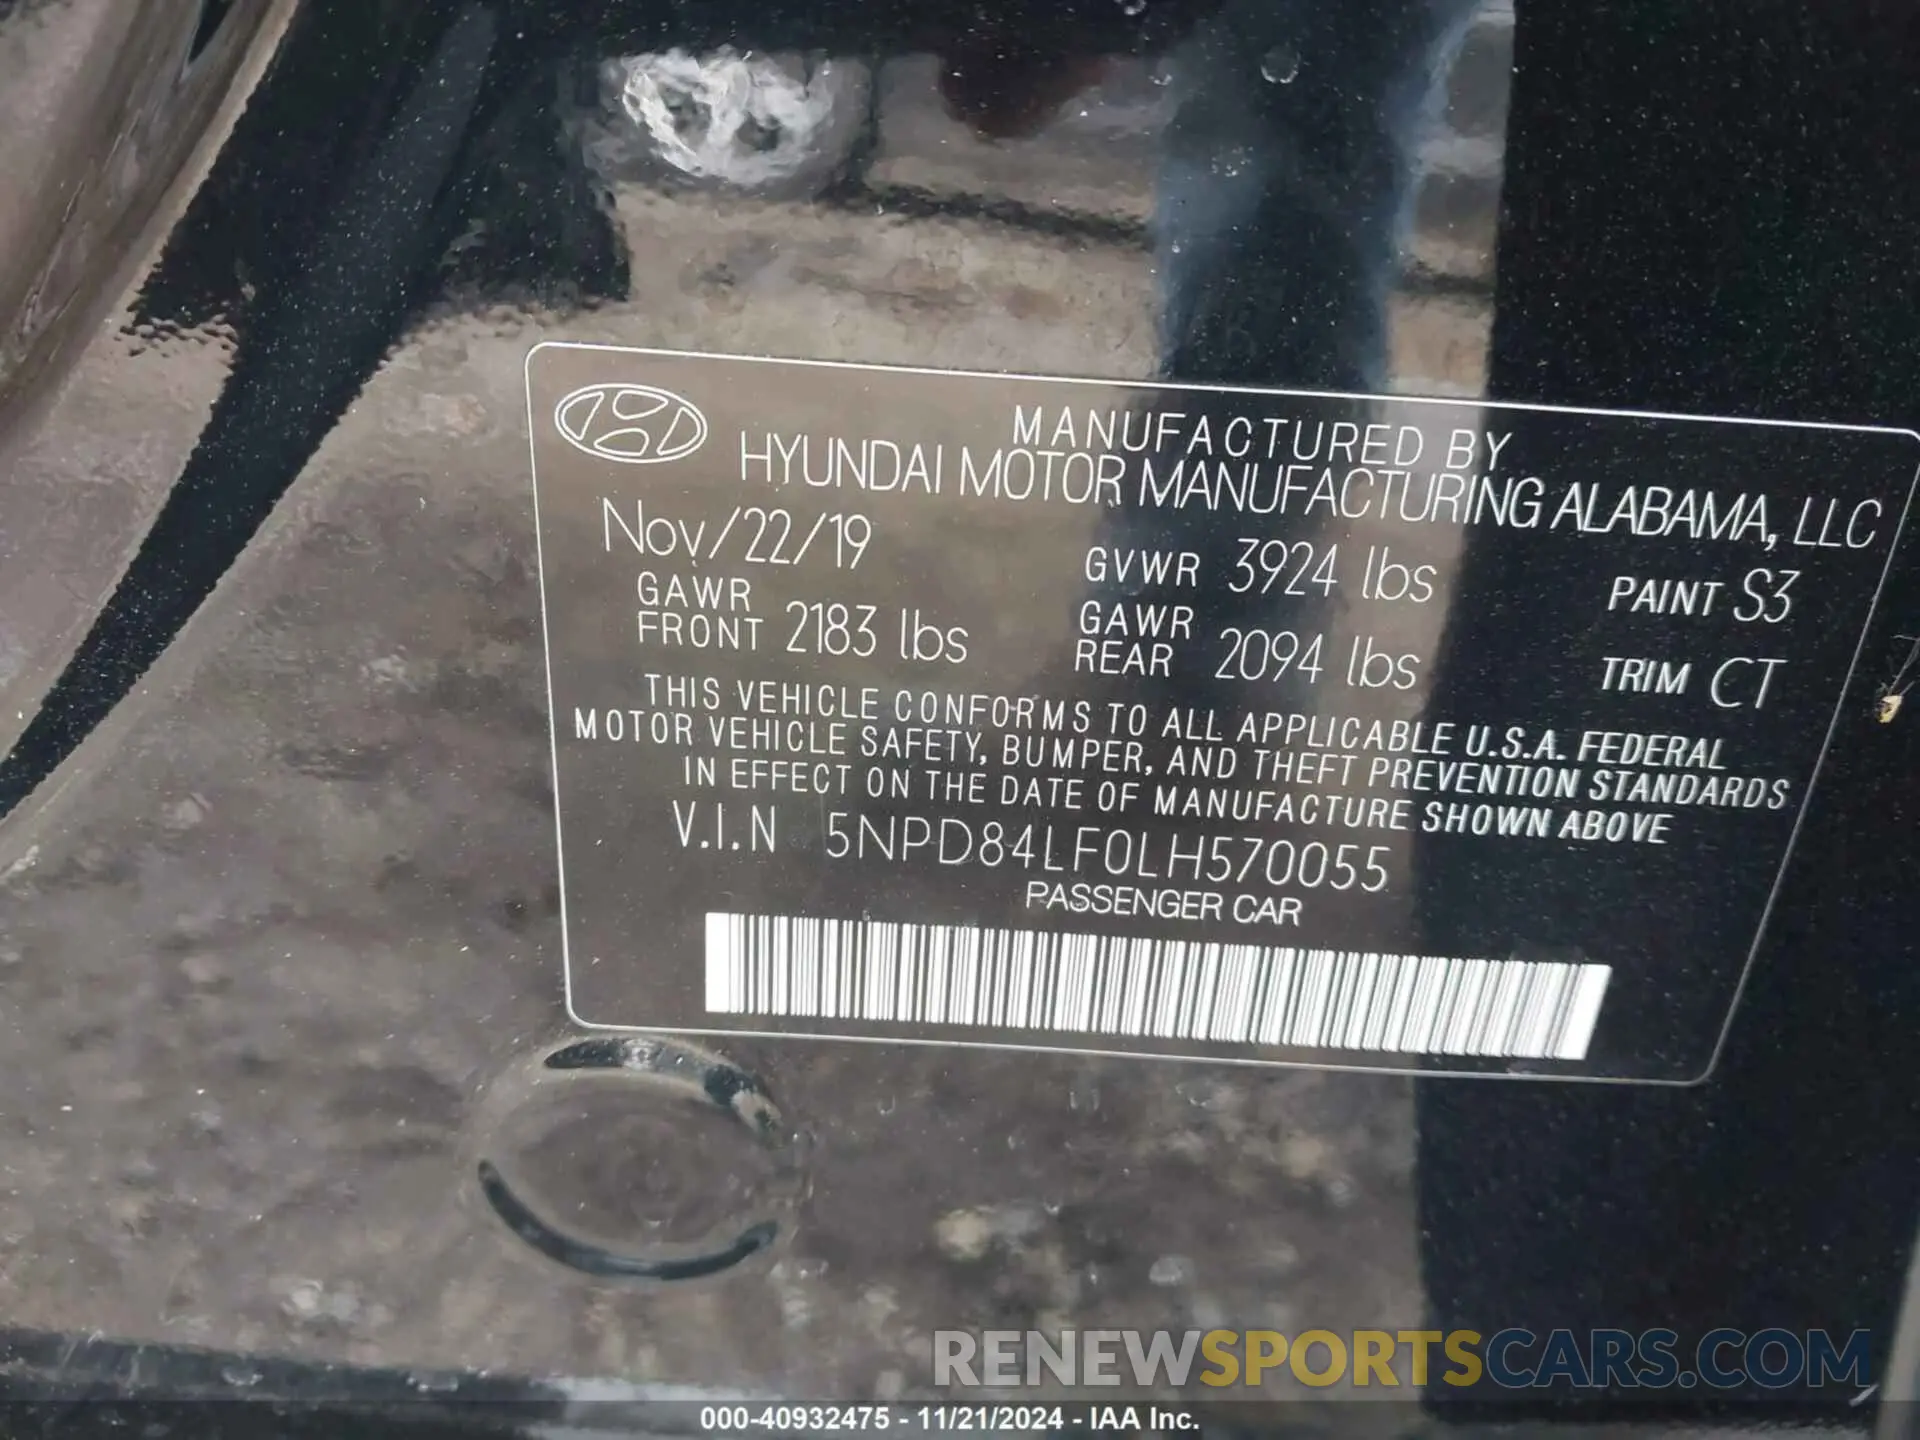 MANUFACTURED BY
HYUNDAI MOTOR MANUFACTURING ALABAMA, LLC
Nov/22/19 GVWR 3924 lbs PAINT S3
GAWR FRONT 2183 lbs GAWR REAR 2094 lbs TRIM CT
THIS VEHICLE CONFORMS TO ALL APPLICABLE U.S.A. FEDERAL
MOTOR VEHICLE SAFETY, BUMPER, AND THEFT PREVENTION STANDARDS
IN EFFECT ON THE DATE OF MANUFACTURE SHOWN ABOVE
V.I.N 5NPD84LF0LH570055
PASSENGER CAR
RENEWSPORTSCARS.COM
000-40932475 - 11/21/2024 - IAA Inc.